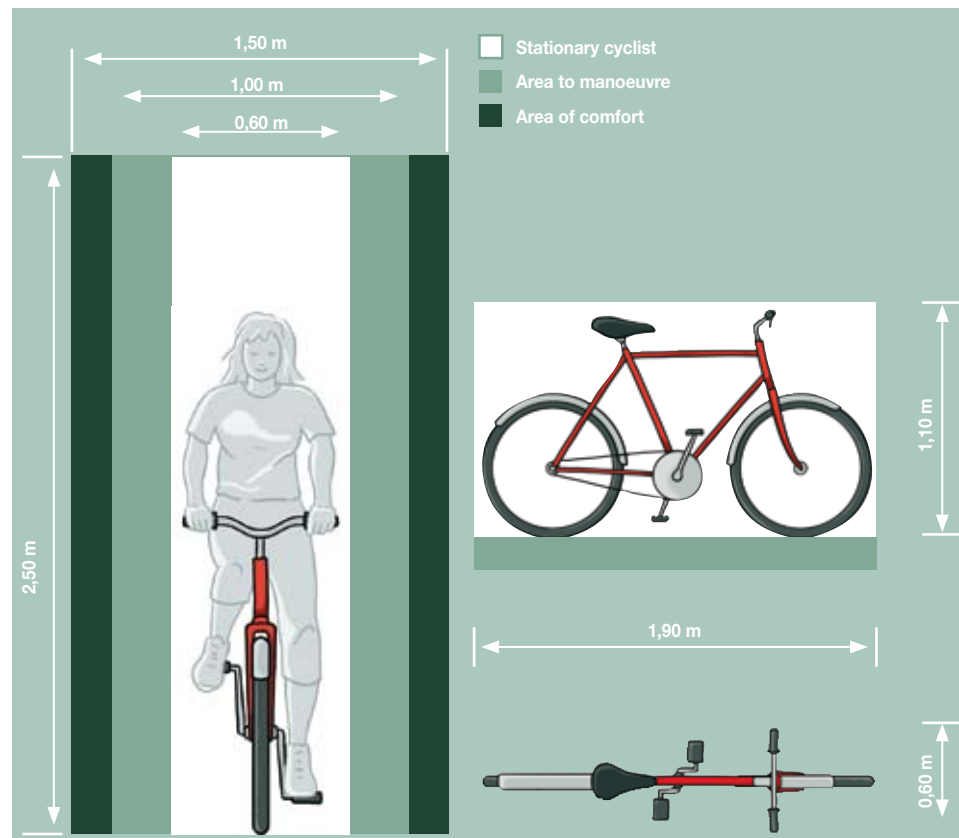 1,50 m
1,00 m
0,60 m
Stationary cyclist
Area to manoeuvre
Area of comfort
2,50 m
1,10 m
1,90 m
0,60 m